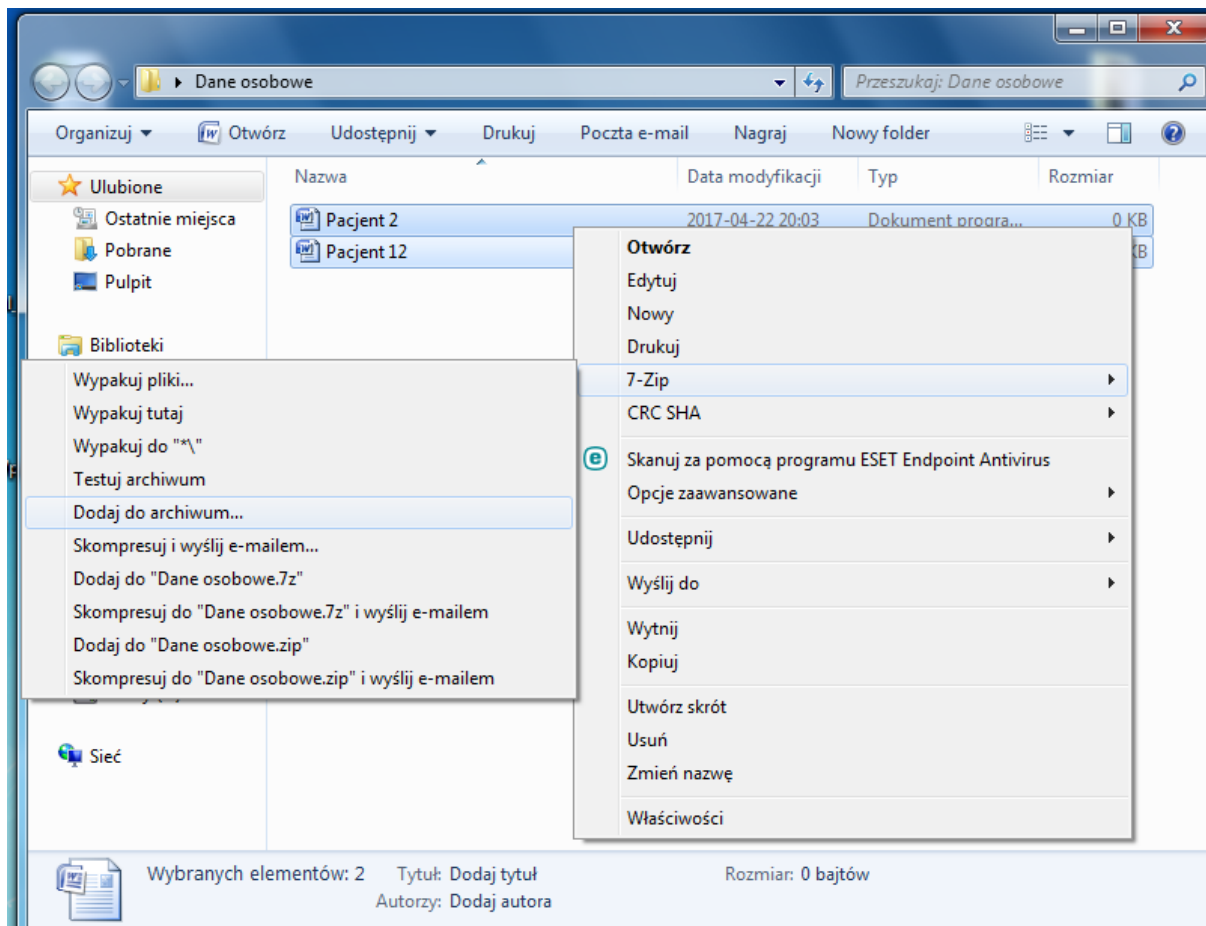 Dane osobowe
Przeszukaj: Dane osobowe
Organizuj Otwórz Udostępnij Drukuj Poczta e-mail Nagraj Nowy folder
Nazwa Data modyfikacji Typ Rozmiar
Ulubione
Ostatnie miejsca
Pobrane
Pulpit
Biblioteki
Sieć
Pacjent 2 2017-04-22 20:03 Dokument progra... 0 KB
Pacjent 12 KB
Otwórz
Edytuj
Nowy
Drukuj
7-Zip
CRC SHA
Skanuj za pomocą programu ESET Endpoint Antivirus
Opcje zaawansowane
Udostępnij
Wyślij do
Wytnij
Kopiuj
Utwórz skrót
Usuń
Zmień nazwę
Właściwości
Wypakuj pliki...
Wypakuj tutaj
Wypakuj do "*\"
Testuj archiwum
Dodaj do archiwum...
Skompresuj i wyślij e-mailem...
Dodaj do "Dane osobowe.7z"
Skompresuj do "Dane osobowe.7z" i wyślij e-mailem
Dodaj do "Dane osobowe.zip"
Skompresuj do "Dane osobowe.zip" i wyślij e-mailem
Wybranych elementów: 2 Tytuł: Dodaj tytuł Rozmiar: 0 bajtów
Autorzy: Dodaj autora